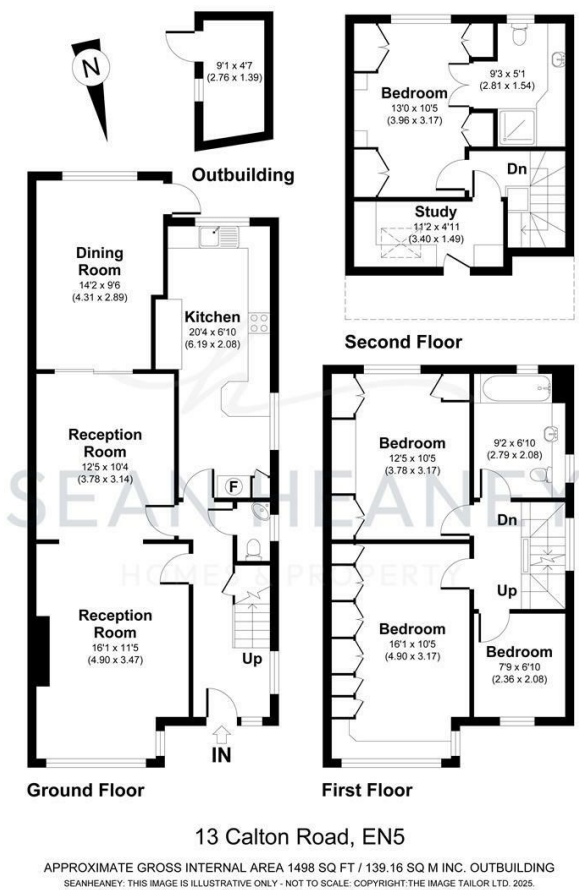 N
9'1 x 4'7
(2.76 x 1.39)
Outbuilding
Dining
Room
14'2 x 9'6
(4.31 x 2.89)
Kitchen
20'4 x 6'10
(6.19 x 2.08)
Reception
Room
12'5 x 10'4
(3.78 x 3.14)
F
Reception
Room
16'1 x 11'5
(4.90 x 3.47)
Up
IN
Ground Floor
Bedroom
13'0 x 10'5
(3.96 x 3.17)
9'3 x 5'1
(2.81 x 1.54)
Dn
Study
11'2 x 4'11
(3.40 x 1.49)
Second Floor
Bedroom
12'5 x 10'5
(3.78 x 3.17)
9'2 x 6'10
(2.79 x 2.08)
Dn
Up
Bedroom
16'1 x 10'5
(4.90 x 3.17)
Bedroom
7'9 x 6'10
(2.36 x 2.08)
First Floor
SEAN HEANEY
HOMES & PROPERTY
13 Calton Road, EN5
APPROXIMATE GROSS INTERNAL AREA 1498 SQ FT / 139.16 SQ M INC. OUTBUILDING
SEANHEANEY: THIS IMAGE IS ILLUSTRATIVE ONLY - NOT TO SCALE: COPYRIGHT:THE IMAGE TAILOR LTD. 2025.